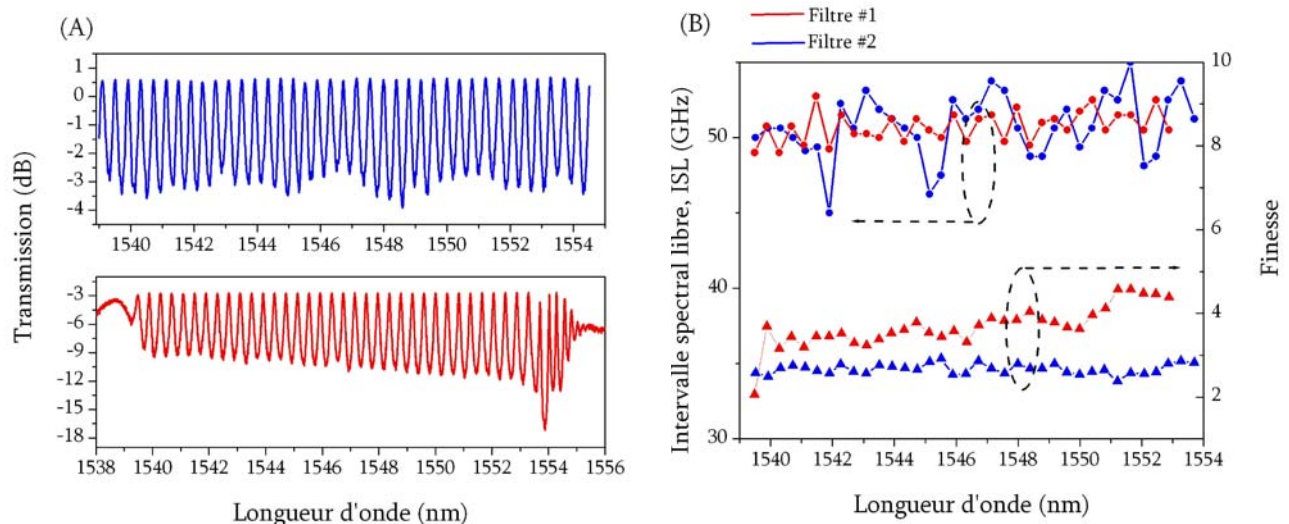 (A)
Transmission (dB)
1
0
-1
-2
-3
-4
1540 1542 1544 1546 1548 1550 1552 1554
-3
-6
-9
-12
-15
-18
1538 1540 1542 1544 1546 1548 1550 1552 1554 1556
Longueur d'onde (nm)
(B)
Filtre #1
Filtre #2
Intervalle spectral libre, ISL (GHz)
50
40
30
10
8
6
4
2
Finesse
1540 1542 1544 1546 1548 1550 1552 1554
Longueur d'onde (nm)